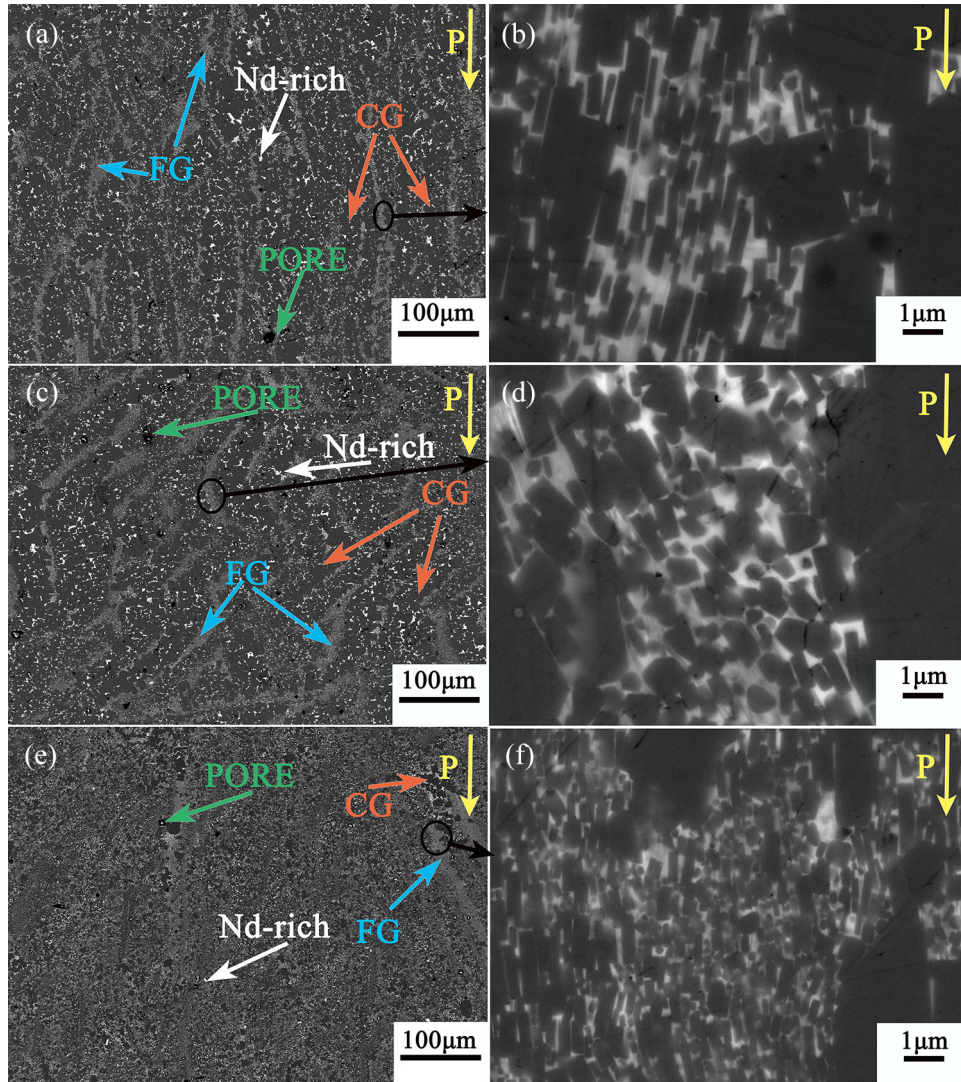 (a)
P
Nd-rich
CG
FG
PORE
100μm
(b)
P
1μm
(c)
PORE
P
Nd-rich
CG
FG
100μm
(d)
P
1μm
(e)
PORE
P
CG
Nd-rich
FG
100μm
(f)
P
1μm